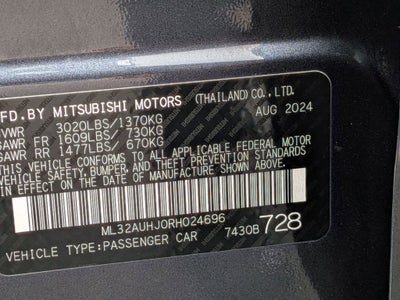 FD.BY MITSUBISHI MOTORS (THAILAND)CO.,LTD.
VWR 3020LBS/1370KG AUG 2024
GAWR FR 1609LBS/ 730KG
GAWR RR 1477LBS/ 670KG
THIS VEHICLE CONFORMS TO ALL APPLICABLE FEDERAL MOTOR
VEHICLE SAFETY, BUMPER, AND THEFT PREVENTION
STANDARDS IN EFFECT ON THE DATE OF
MANUFACTURE SHOWN ABOVE.
ML32AUHJ0RH024696
VEHICLE TYPE:PASSENGER CAR 7430B 728